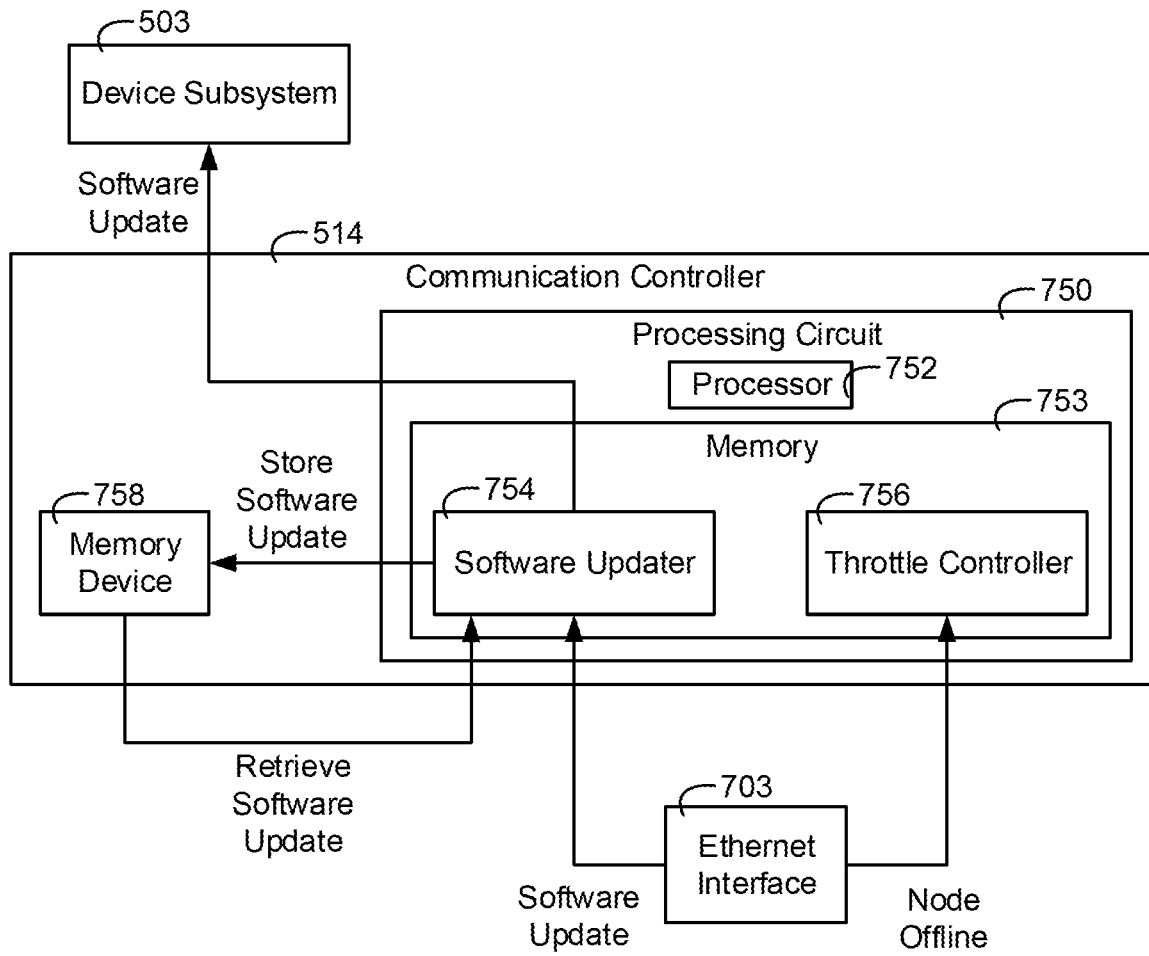 503
Device Subsystem
Software
Update
514
Communication Controller
750
Processing Circuit
752
Processor
753
Memory
Store
Software
Update
758
Memory
Device
754
Software Updater
756
Throttle Controller
Retrieve
Software
Update
703
Ethernet
Interface
Software
Update
Node
Offline